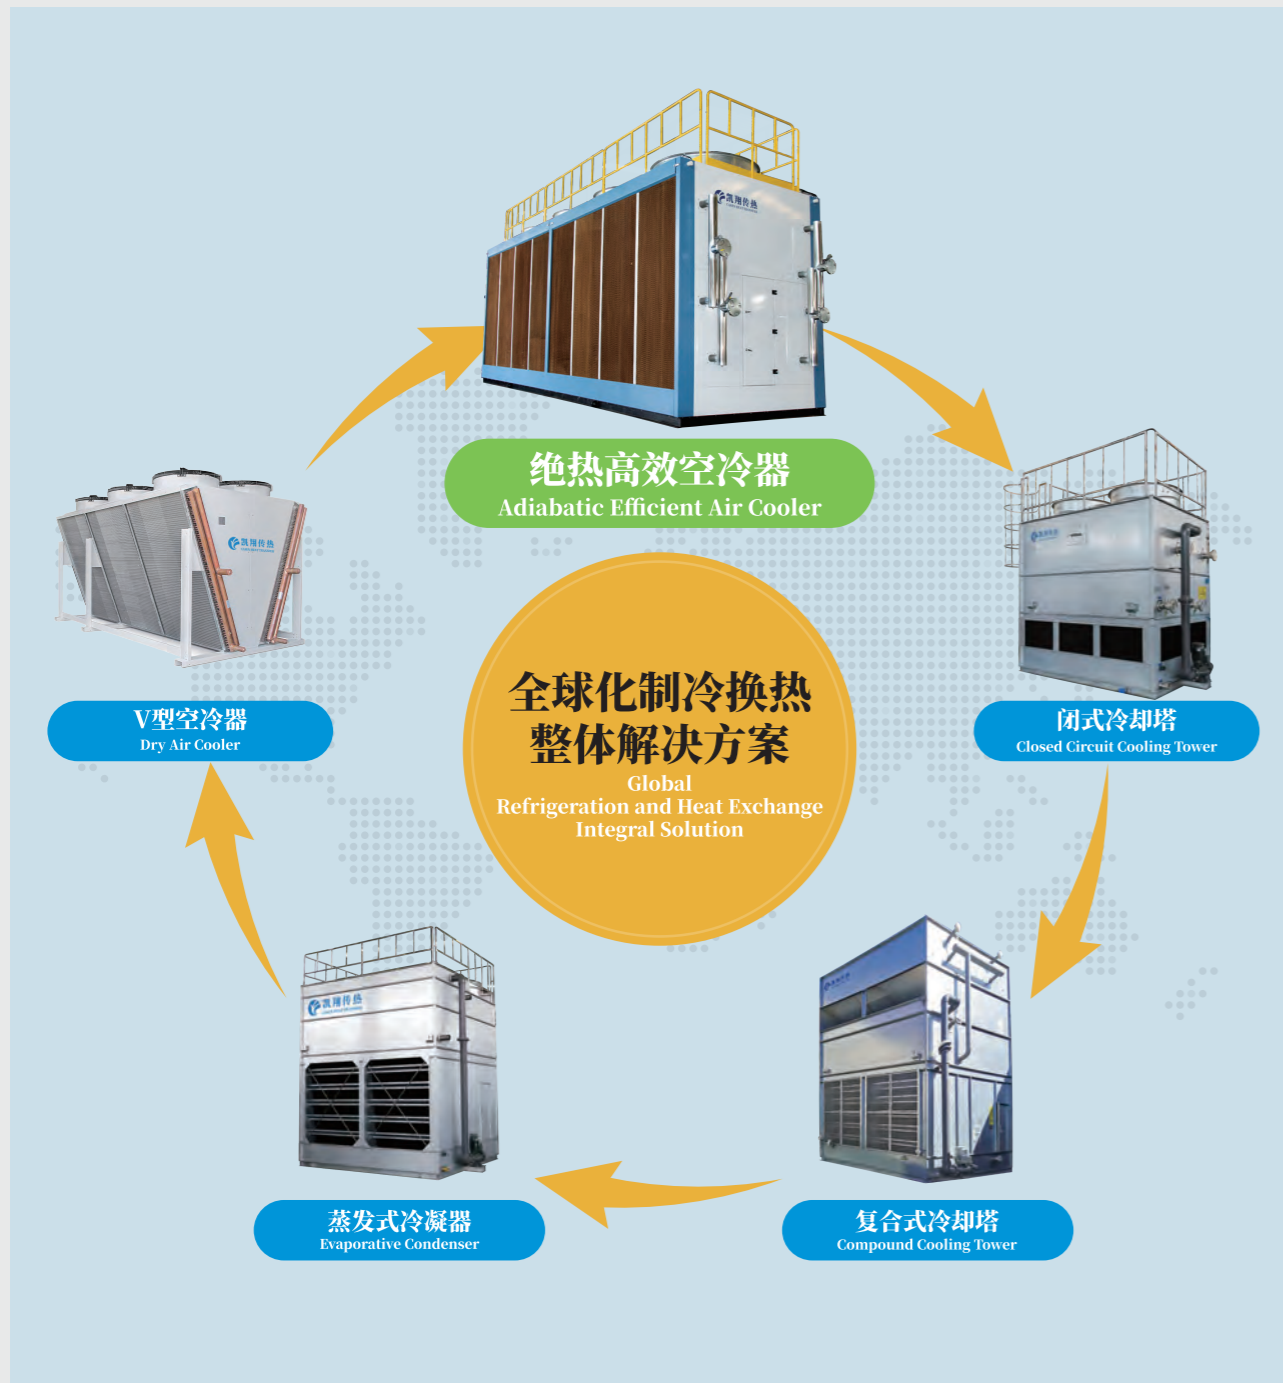 凯翔传热
绝热高效空冷器
Adiabatic Efficient Air Cooler
凯翔传热
凯翔传热
V型空冷器
Dry Air Cooler
全球化制冷换热
整体解决方案
Global
Refrigeration and Heat Exchange
Integral Solution
闭式冷却塔
Closed Circuit Cooling Tower
凯翔传热
凯翔传热
蒸发式冷凝器
Evaporative Condenser
复合式冷却塔
Compound Cooling Tower